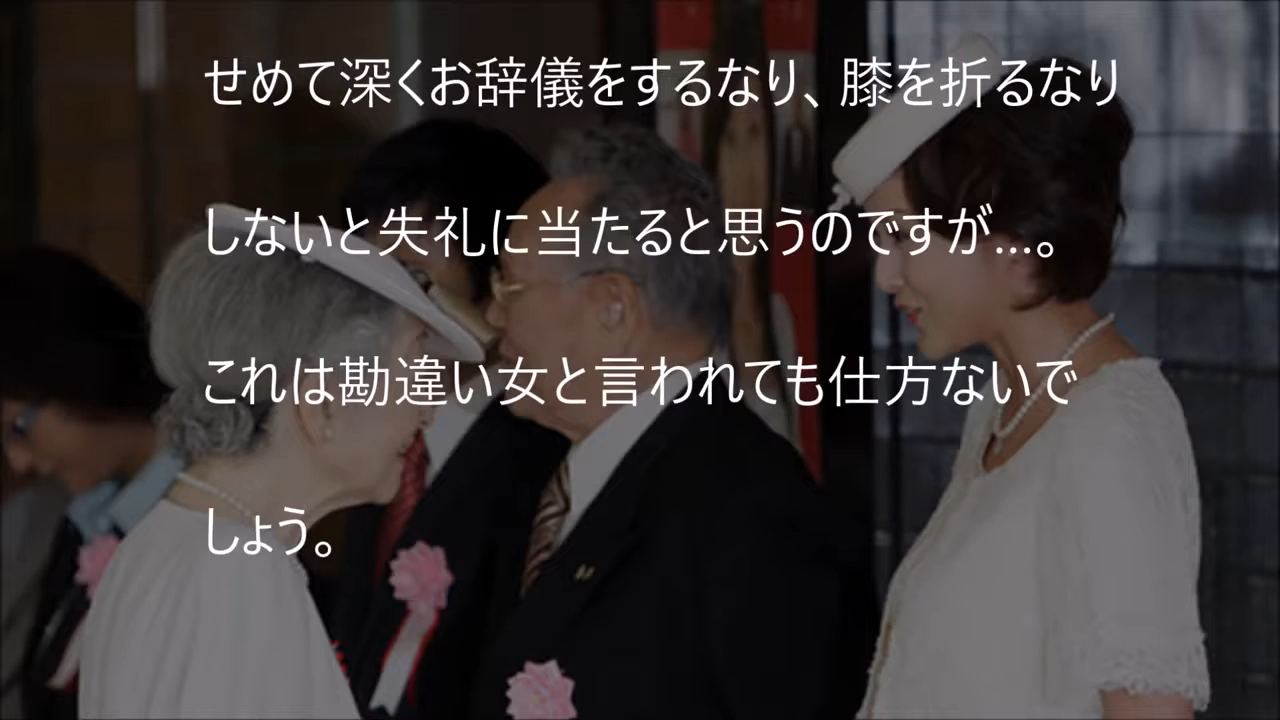 せめて深くお辞儀をするなり、膝を折るなり
しないと失礼に当たると思うのですが…。
これは勘違い女と言われても仕方ないで
しょう。